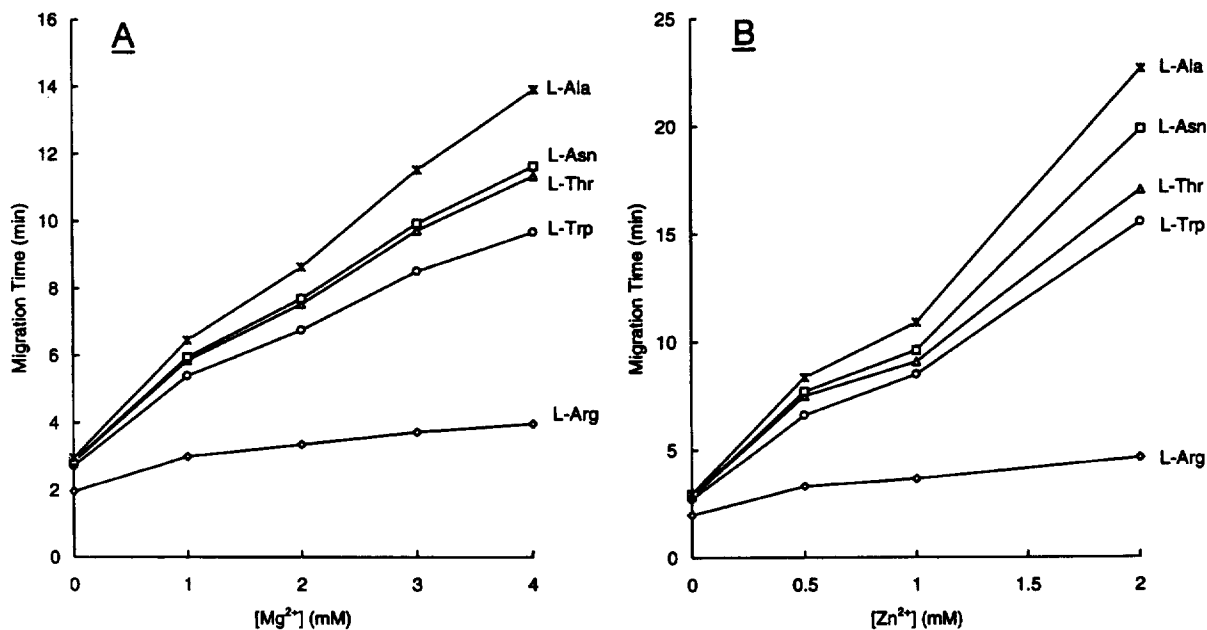 A
16
14
12
10
8
6
4
2
0
Migration Time (min)
L-Ala
L-Asn
L-Thr
L-Trp
L-Arg
0 1 2 3 4
[Mg²⁺] (mM)
B
25
20
15
10
5
0
Migration Time (min)
L-Ala
L-Asn
L-Thr
L-Trp
L-Arg
0 0.5 1 1.5 2
[Zn²⁺] (mM)